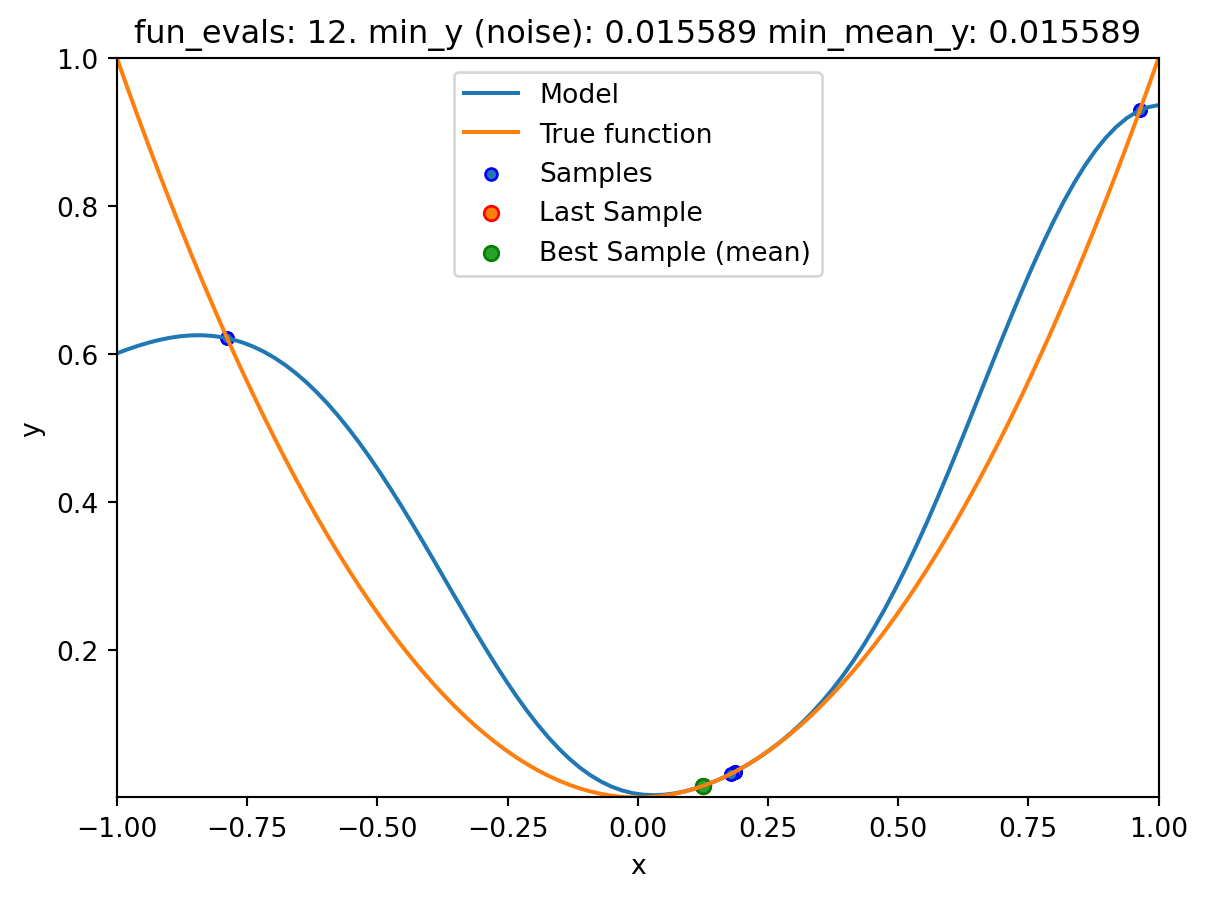 fun_evals: 12. min_y (noise): 0.015589 min_mean_y: 0.015589
Model
True function
Samples
Last Sample
Best Sample (mean)
1.0
0.8
0.6
0.4
0.2
y
−1.00 −0.75 −0.50 −0.25 0.00 0.25 0.50 0.75 1.00
x